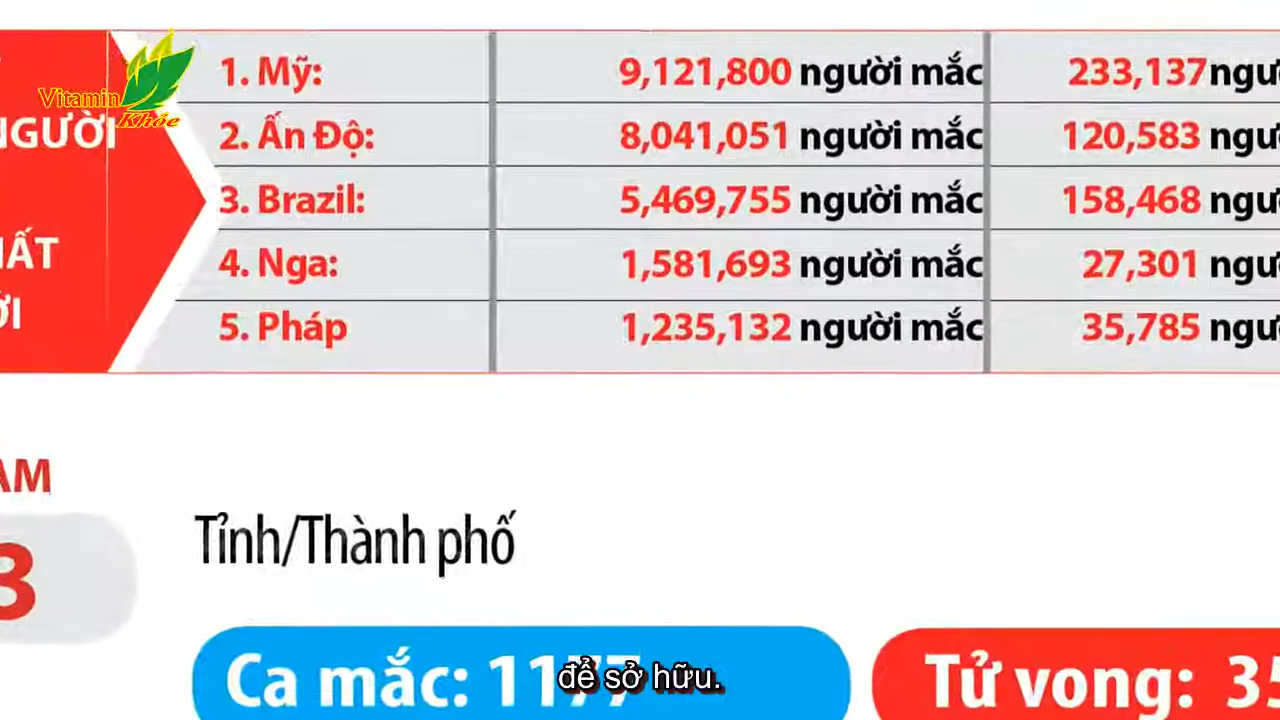 Vitamin
Khỏe
NGƯỜI
1. Mỹ: 9,121,800 người mắc 233,137
2. Ấn Độ: 8,041,051 người mắc 120,583
3. Brazil: 5,469,755 người mắc 158,468
4. Nga: 1,581,693 người mắc 27,301
5. Pháp 1,235,132 người mắc 35,785
Tỉnh/Thành phố
Ca mắc: 1177
Tử vong: 35
để sở hữu.